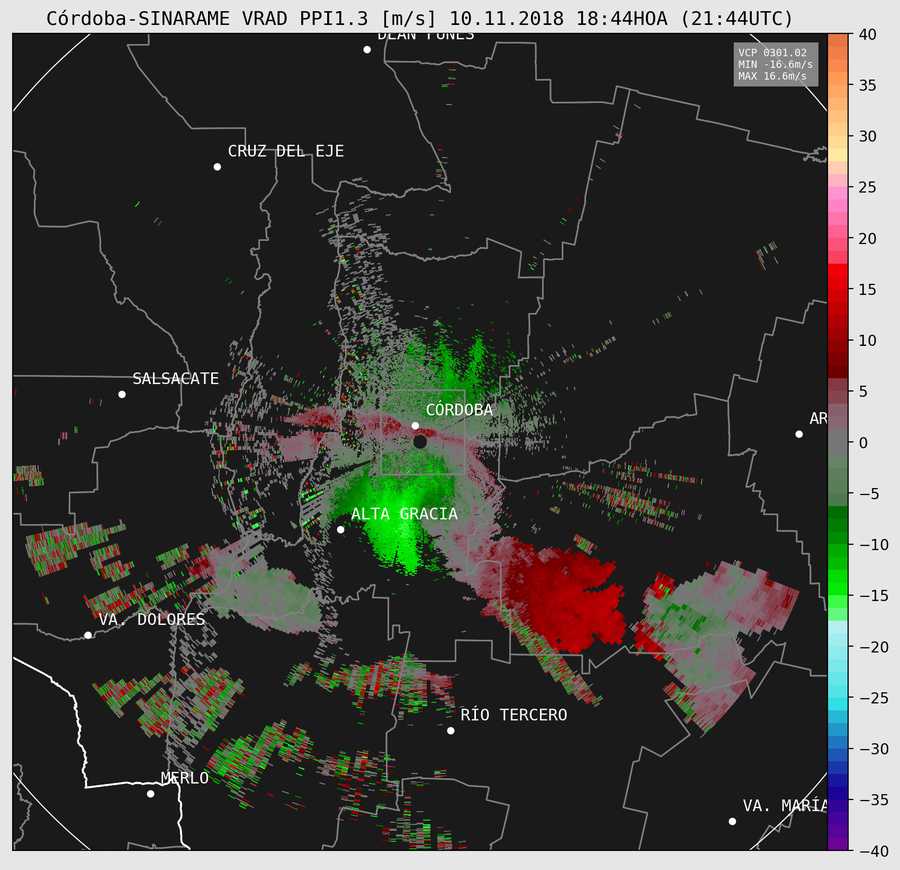 Córdoba-SINARAME VRAD PPI1.3 [m/s] 10.11.2018 18:44HOA (21:44UTC)
DEAN FUNES
VCP 0301.02
MIN -16.6m/s
MAX 16.6m/s
CRUZ DEL EJE
SALSACATE
CÓRDOBA
AR
ALTA GRACIA
VA. DOLORES
RÍO TERCERO
MERLO
VA. MARÍA
40
35
30
25
20
15
10
5
0
−5
−10
−15
−20
−25
−30
−35
−40